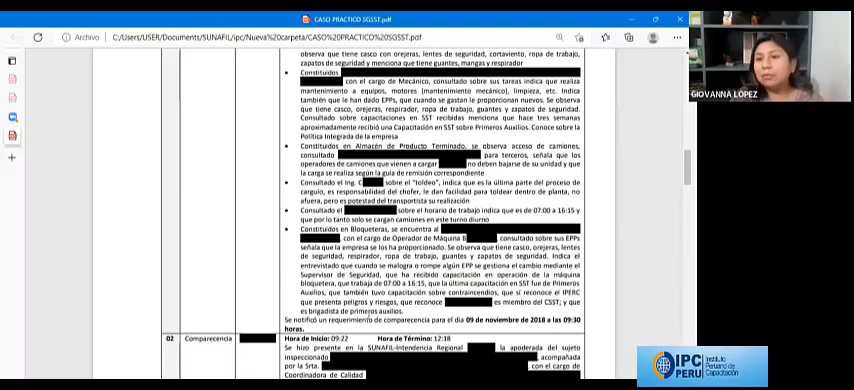 CASO PRACTICO SGSST.pdf
Archivo | C:/Users/USER/Documents/SUNAFIL/ipc/Nueva%20carpeta/CASO%20PRACTICO%20SGSST.pdf
observa que tiene casco con orejeras, lentes de seguridad, cortaviento, ropa de trabajo,
zapatos de seguridad y menciona que tiene guantes, mangas y respirador
• Constituidos
con el cargo de Mecánico, consultado sobre sus tareas indica que realiza
mantenimiento a equipos, motores (mantenimiento mecánico), limpieza, etc. Indica
también que le han dado EPPs, que cuando se gastan le proporcionan nuevos. Se observa
que tiene casco, orejeras, respirador, ropa de trabajo, guantes y zapatos de seguridad.
Consultado sobre capacitaciones en SST recibidas menciona que hace tres semanas
aproximadamente recibió una Capacitación en SST sobre Primeros Auxilios. Conoce sobre la
Política Integrada de la empresa
• Constituidos en Almacén de Producto Terminado, se observa acceso de camiones,
consultado para terceros, señala que los
operadores de camiones que vienen a cargar no deben bajarse de su unidad y que
la carga se realiza según la guía de remisión correspondiente
• Consultado el Ing. C sobre el "toldeo", indica que es la última parte del proceso de
carguío, es responsabilidad del chofer, le dan facilidad para toldear dentro de planta, no
afuera, pero es potestad del transportista su realización
• Consultado el sobre el horario de trabajo indica que es de 07:00 a 16:15 y
que por lo tanto solo se cargan camiones en este turno diurno
• Constituidos en Bloqueteras, se encuentra al
, con el cargo de Operador de Máquina B , consultado sobre sus EPPs
señala que la empresa se los ha proporcionado. Se observa que tiene casco, orejeras, lentes
de seguridad, respirador, ropa de trabajo, guantes y zapatos de seguridad. Indica el
entrevistado que cuando se malogra o rompe algún EPP se gestiona el cambio mediante el
Supervisor de Seguridad, que ha recibido capacitación en operación de la máquina
bloquetera, que trabaja de 07:00 a 16:15, que la última capacitación en SST fue de Primeros
Auxilios, que también tuvo capacitación sobre contraincendios, que sí reconoce el IPERC
que presenta peligros y riesgos, que reconoce es miembro del CSST; y que
es brigadista de primeros auxilios.
Se notificó un requerimiento de comparecencia para el día 09 de noviembre de 2018 a las 09:30
horas.
02 Comparecencia Hora de Inicio: 09:22 Hora de Término: 12:18
Se hizo presente en la SUNAFIL-Intendencia Regional la apoderada del sujeto
inspeccionado , acompañada
por la Srta. , con el cargo de
Coordinadora de Calidad
GIOVANNA LOPEZ
IPC PERU Instituto Peruano de Capacitación